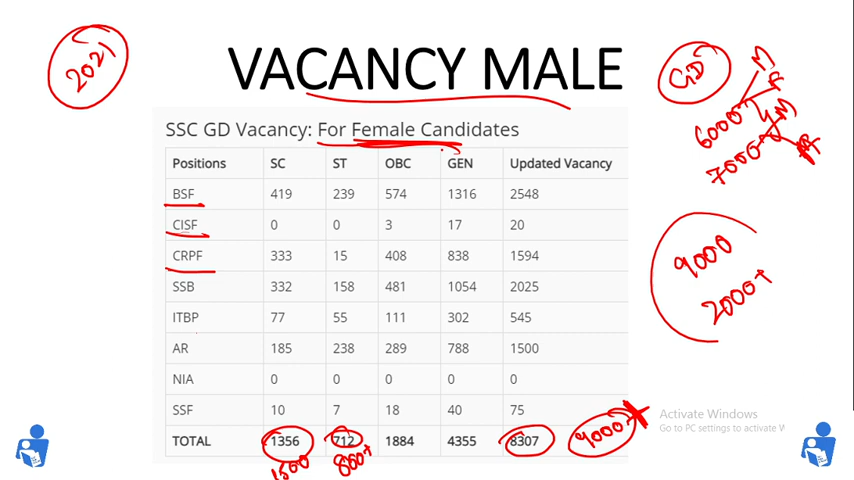 2021
VACANCY MALE
GD M
F
6000 G M
7000
SSC GD Vacancy: For Female Candidates
Positions SC ST OBC GEN Updated Vacancy
BSF 419 239 574 1316 2548
CISF 0 0 3 17 20
CRPF 333 15 408 838 1594
SSB 332 158 481 1054 2025
ITBP 77 55 111 302 545
AR 185 238 289 788 1500
NIA 0 0 0 0 0
SSF 10 7 18 40 75
TOTAL 1356 712 1884 4355 8307
1500 800+ 9000+
9000
2000+
Activate Windows
Go to PC settings to activate W